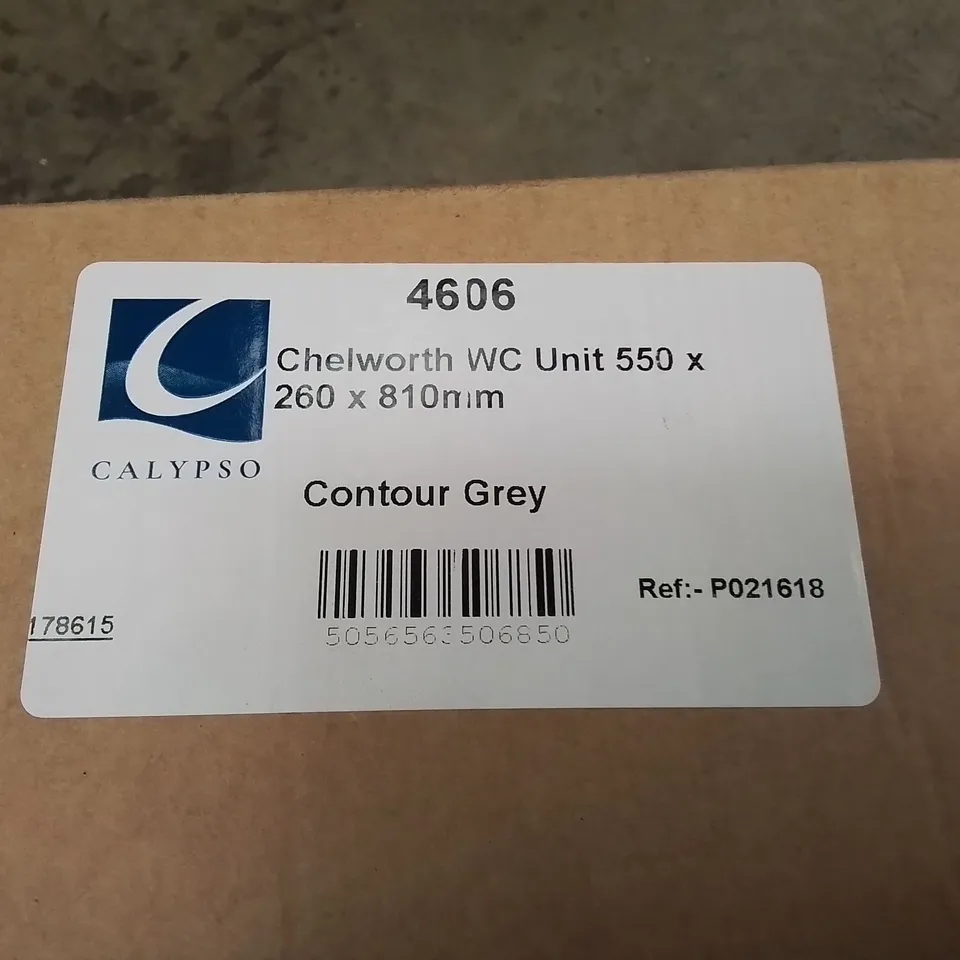 4606
Chelworth WC Unit 550 x
260 x 810mm
CALYPSO
Contour Grey
Ref:- P021618
178615
5056563506850